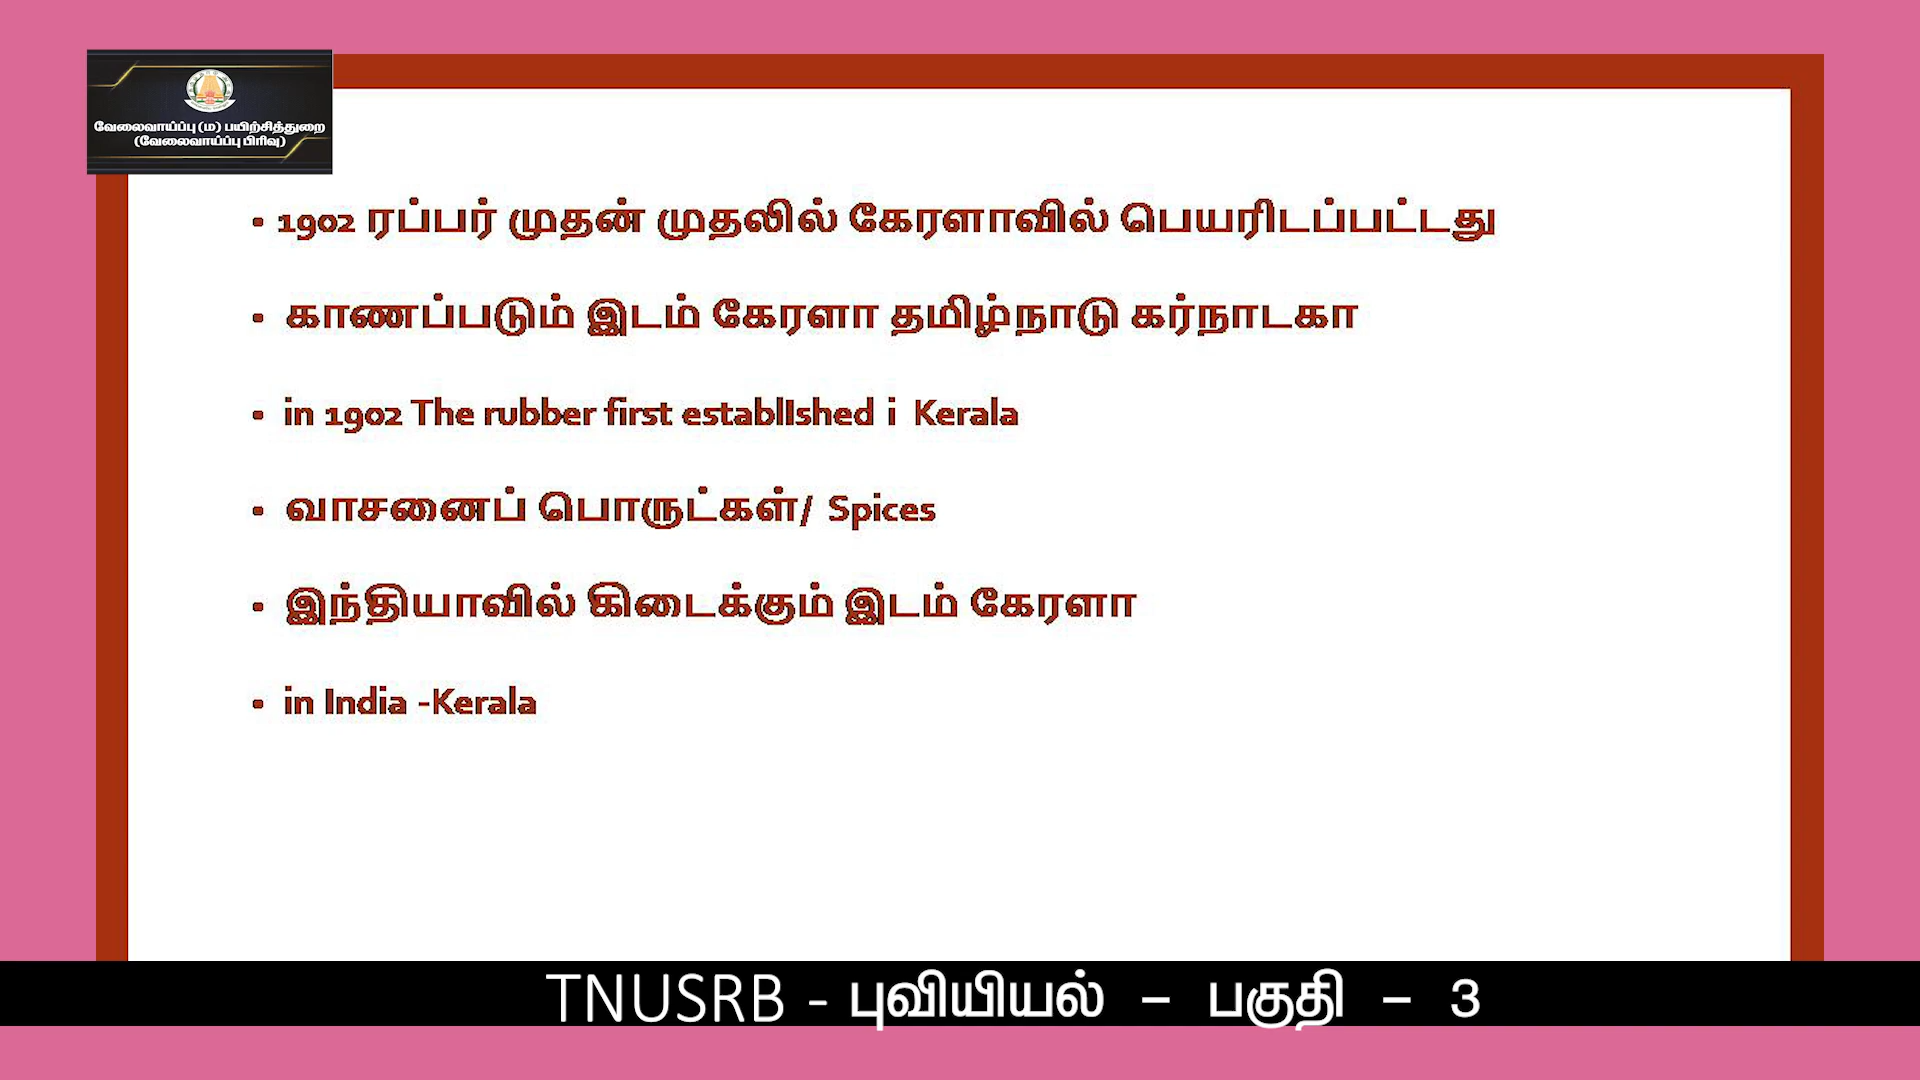 வேலைவாய்ப்பு (ம) பயிற்சித்துறை
(வேலைவாய்ப்பு பிரிவு)
• 1902 ரப்பர் முதன் முதலில் கேரளாவில் பெயரிடப்பட்டது
• காணப்படும் இடம் கேரளா தமிழ்நாடு கர்நாடகா
• in 1902 The rubber first establIshed i Kerala
• வாசனைப் பொருட்கள்/ Spices
• இந்தியாவில் கிடைக்கும் இடம் கேரளா
• in India -Kerala
TNUSRB - புவியியல் – பகுதி – 3